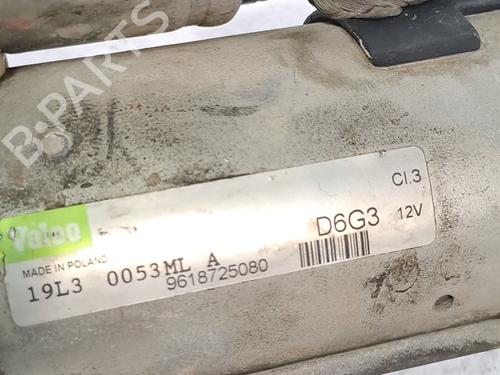 B-PARTS
Valeo
MADE IN POLAND
Cl.3
D6G3 12V
19L3 0053ML A
9618725080